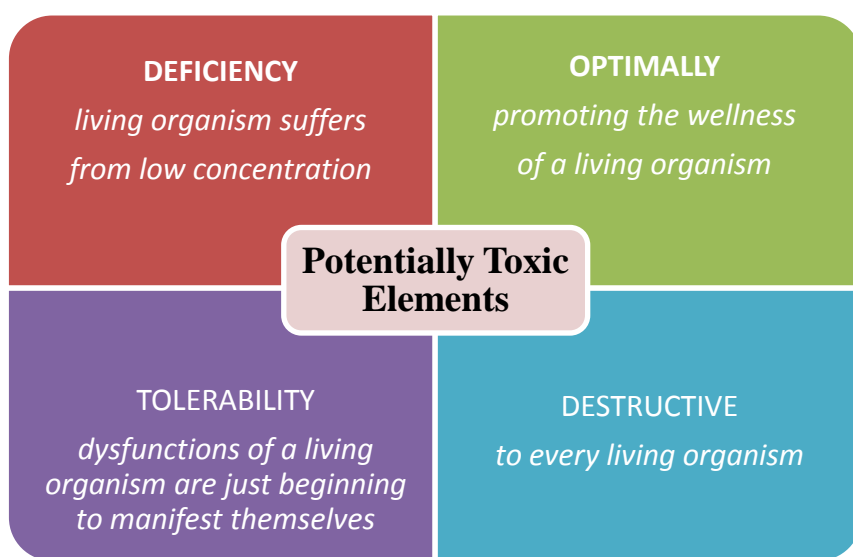 DEFICIENCY
living organism suffers
from low concentration
OPTIMALLY
promoting the wellness
of a living organism
Potentially Toxic
Elements
TOLERABILITY
dysfunctions of a living
organism are just beginning
to manifest themselves
DESTRUCTIVE
to every living organism